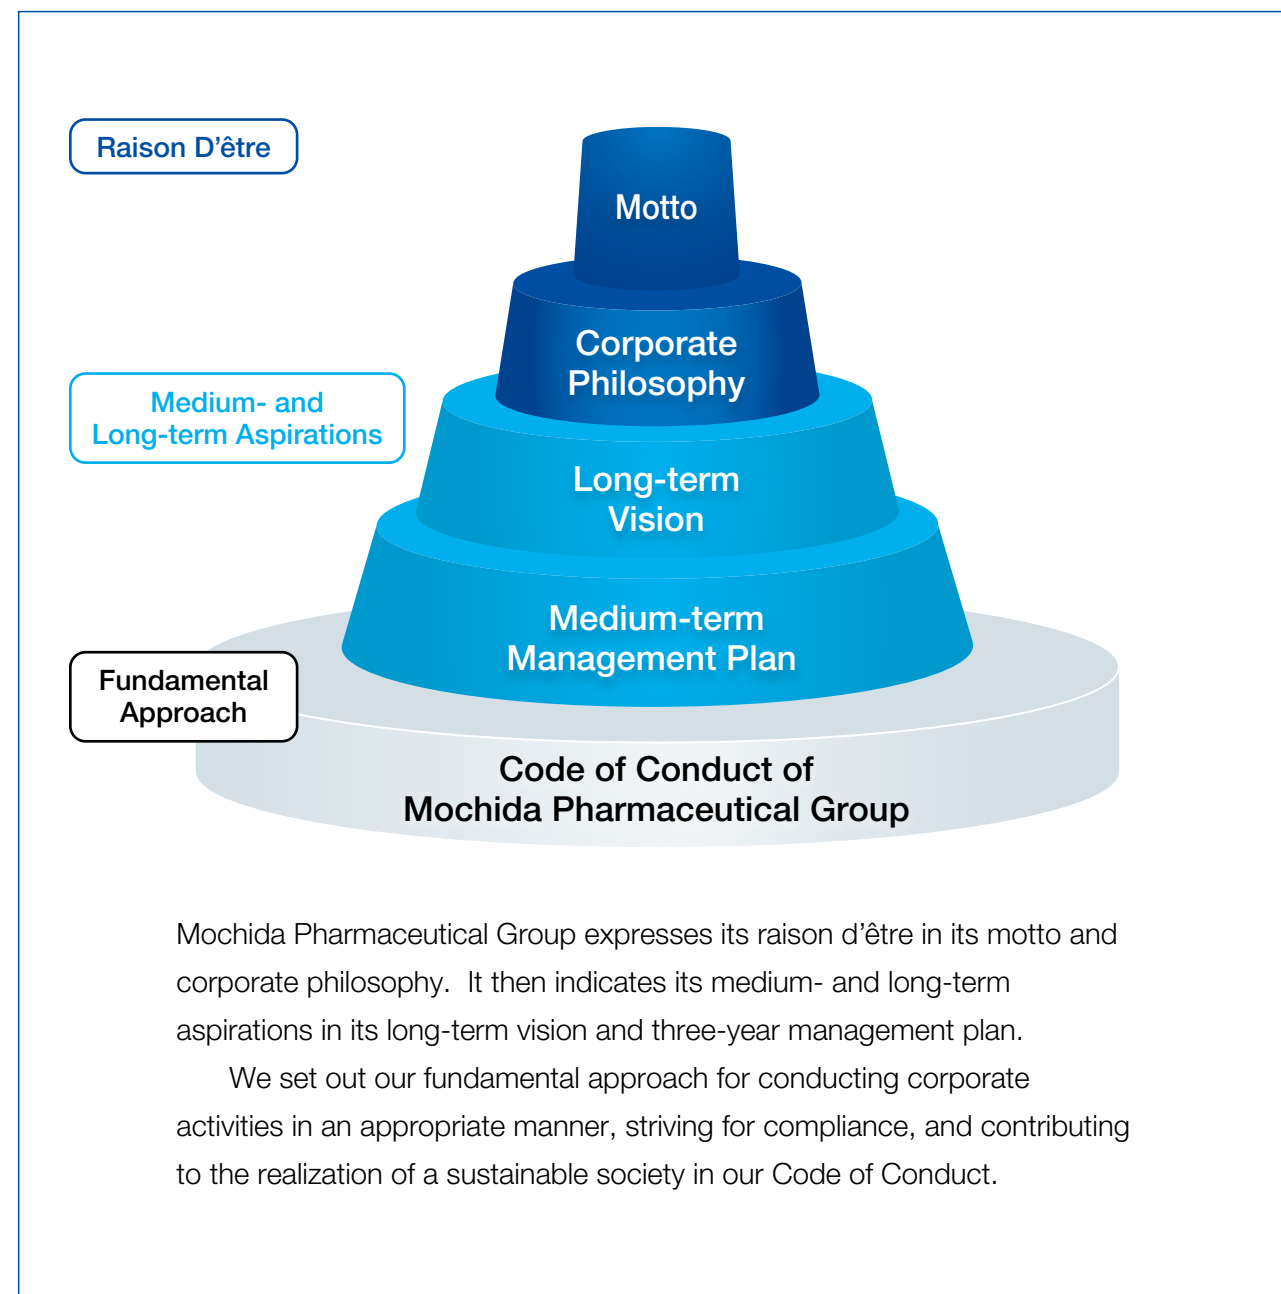 Raison D’être
Motto
Corporate
Philosophy
Medium- and
Long-term Aspirations
Long-term
Vision
Medium-term
Management Plan
Fundamental
Approach
Code of Conduct of
Mochida Pharmaceutical Group
Mochida Pharmaceutical Group expresses its raison d’être in its motto and
corporate philosophy.  It then indicates its medium- and long-term
aspirations in its long-term vision and three-year management plan.
We set out our fundamental approach for conducting corporate
activities in an appropriate manner, striving for compliance, and contributing
to the realization of a sustainable society in our Code of Conduct.